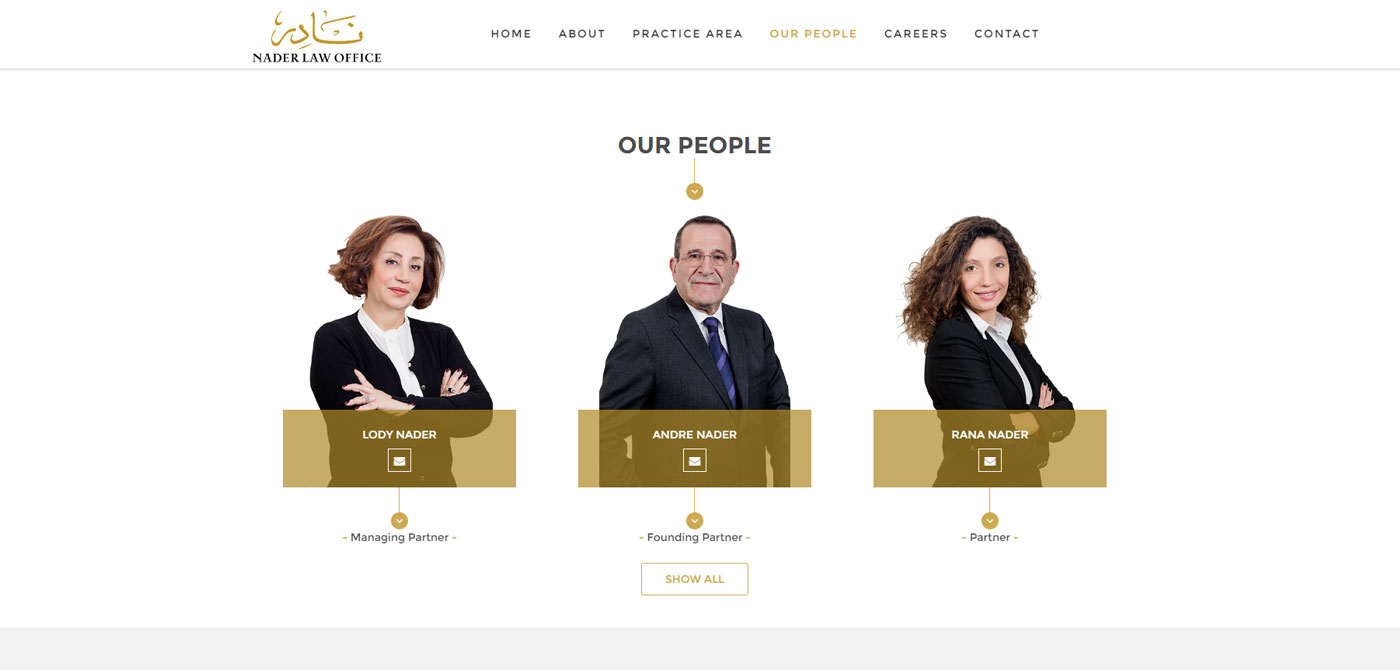 نادر
NADER LAW OFFICE
HOME ABOUT PRACTICE AREA OUR PEOPLE CAREERS CONTACT
OUR PEOPLE
LODY NADER ANDRE NADER RANA NADER
- Managing Partner - - Founding Partner - - Partner -
SHOW ALL